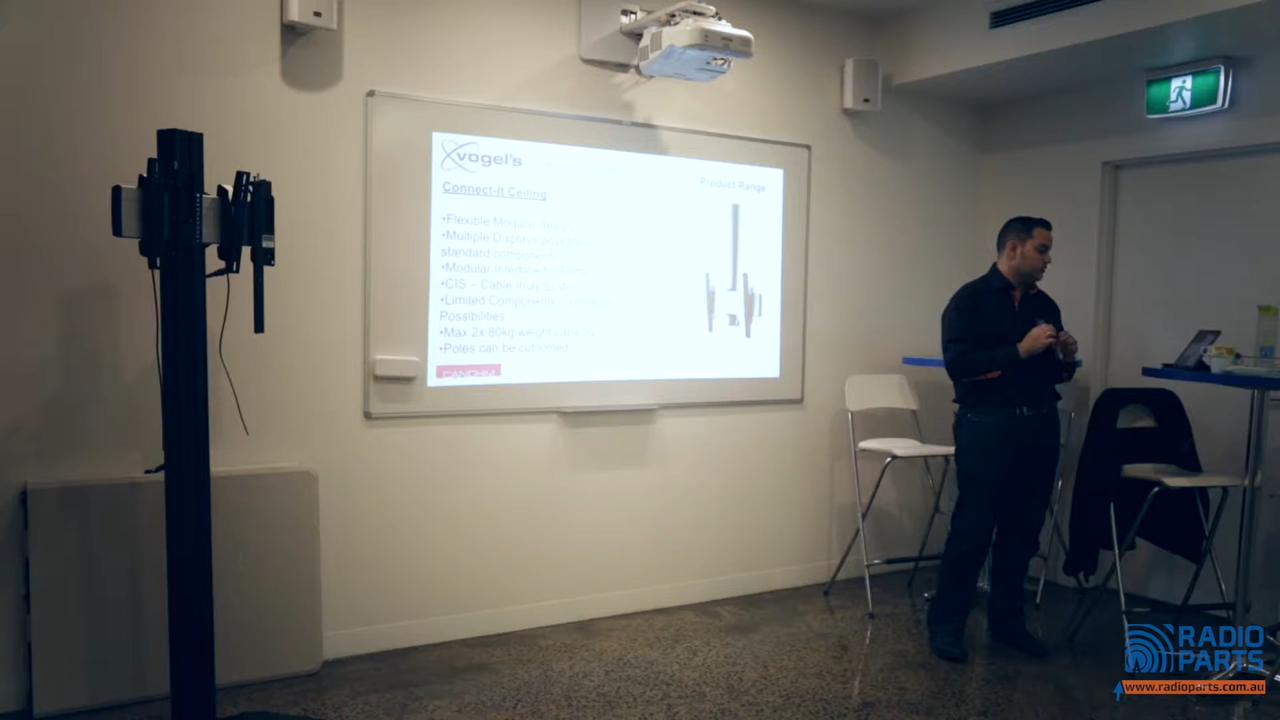 vogel's
Product Range
Connect-It Ceiling
•Flexible Modular
•Multiple Displays
standard components
•Modular Interface
•CIS – Cable
•Limited Components
Possibilities
•Max 2x 80kg weight
•Poles can be
RADIO
PARTS
www.radioparts.com.au